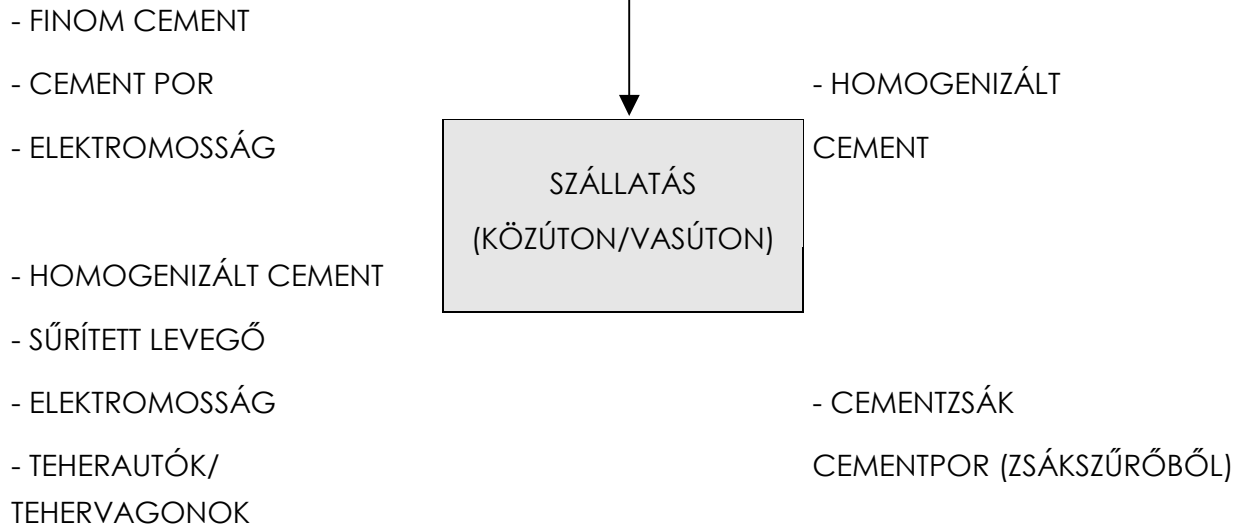 - FINOM CEMENT
- CEMENT POR
- ELEKTROMOSSÁG
- HOMOGENIZÁLT
CEMENT
SZÁLLATÁS
(KÖZÚTON/VASÚTON)
- HOMOGENIZÁLT CEMENT
- SŰRÍTETT LEVEGŐ
- ELEKTROMOSSÁG
- TEHERAUTÓK/
TEHERVAGONOK
- CEMENTZSÁK
CEMENTPOR (ZSÁKSZŰRŐBŐL)